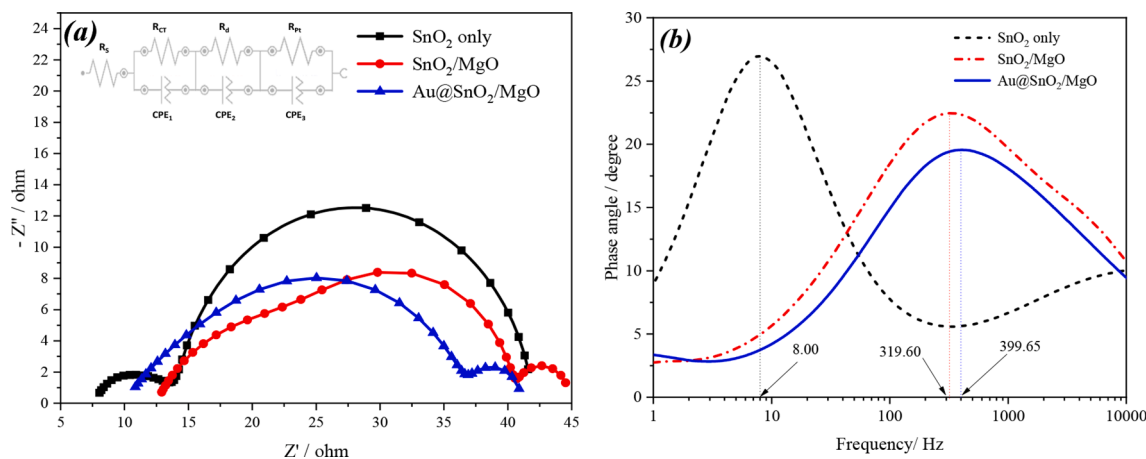 (a)
R_S
R_CT
R_d
R_Pt
CPE₁
CPE₂
CPE₃
SnO₂ only
SnO₂/MgO
Au@SnO₂/MgO
- Z" / ohm
24
22
20
18
16
14
12
10
8
6
4
2
0
5
10
15
20
25
30
35
40
45
Z' / ohm
(b)
SnO₂ only
SnO₂/MgO
Au@SnO₂/MgO
Phase angle / degree
30
25
20
15
10
5
0
8.00
319.60
399.65
1
10
100
1000
10000
Frequency/ Hz